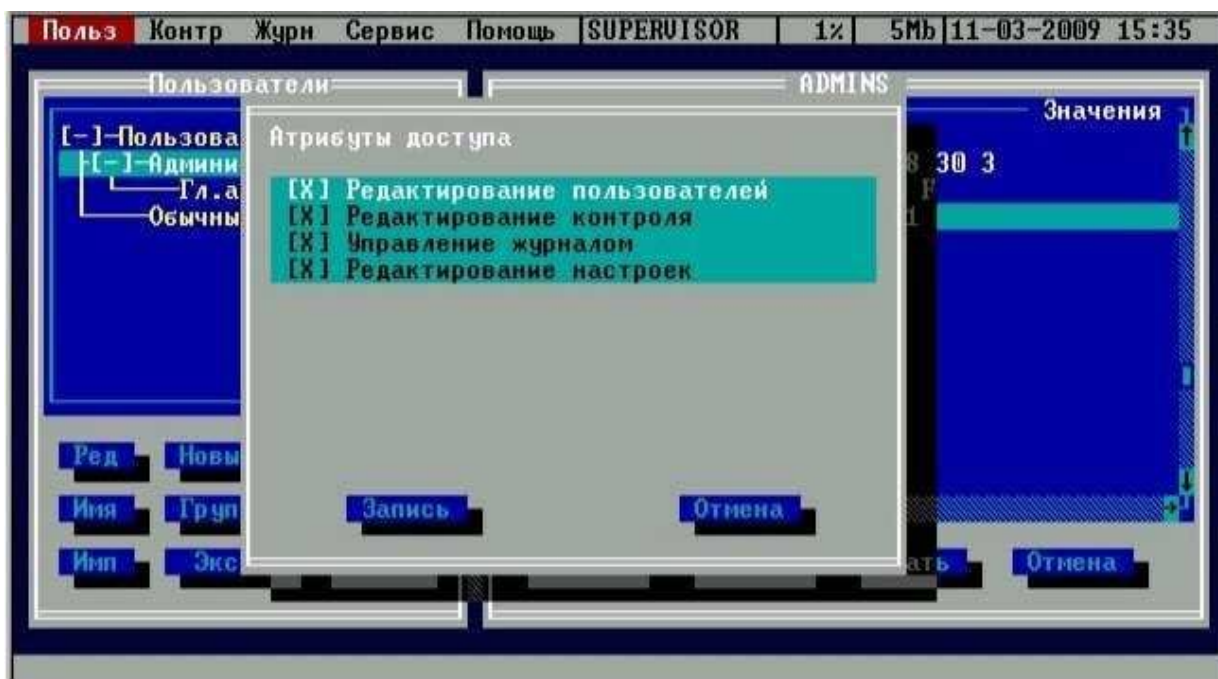 Польз Контр Журн Сервис Помощь SUPERVISOR 1% 5Mb 11-03-2009 15:35
Пользователи
ADMINS
Значения
[-]-Пользова
[-]-Админи
Гл.а
Обычны
8 30 3
F
1
Атрибуты доступа
[X] Редактирование пользователей
[X] Редактирование контроля
[X] Управление журналом
[X] Редактирование настроек
Запись Отмена
Ред Новы
Имя Груп
Имп Экс
ать Отмена